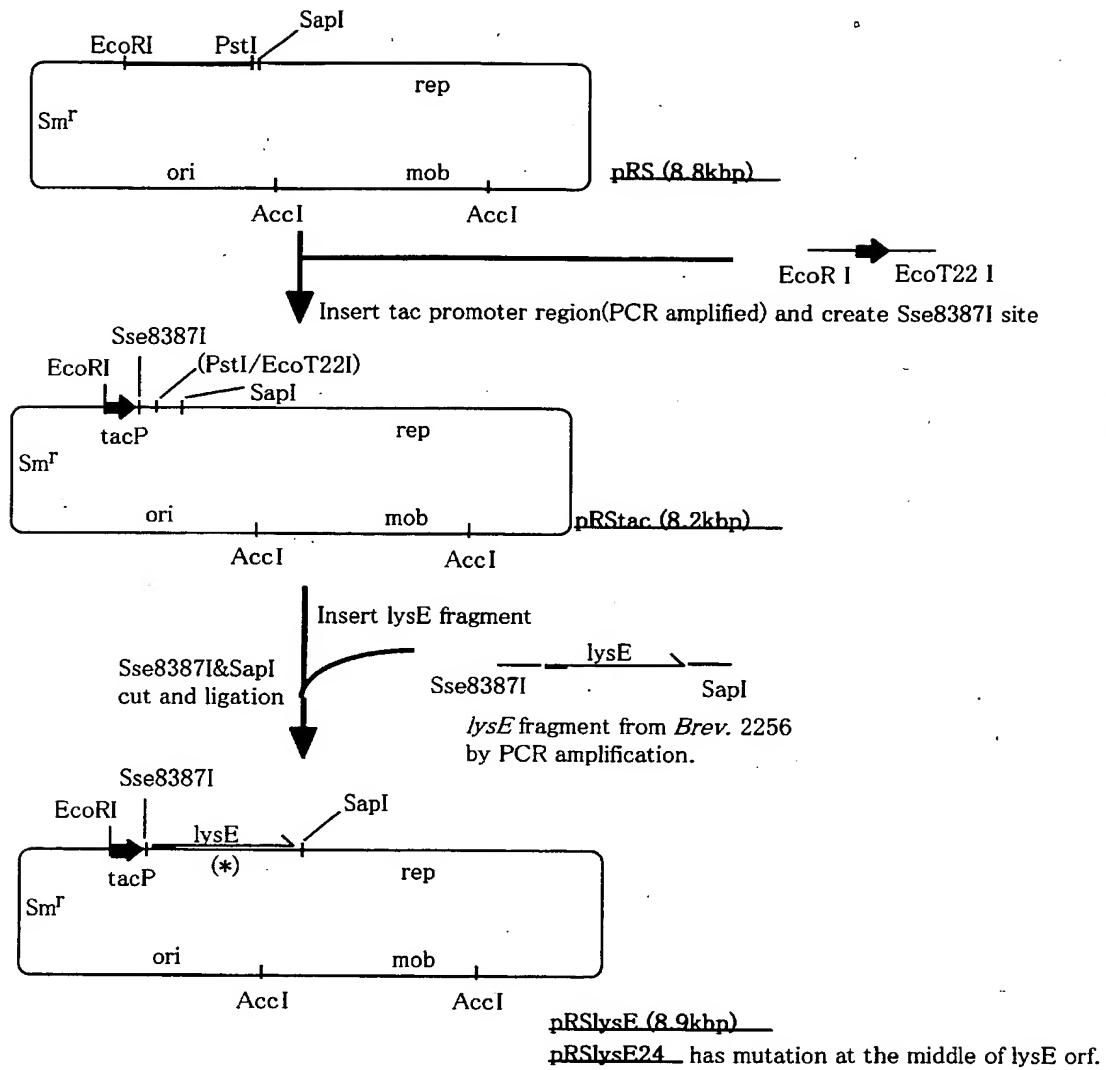 SapI
EcoRI PstI
rep
Smr
ori mob
pRS (8.8kbp)
AccI AccI
EcoR I EcoT22 I
Insert tac promoter region(PCR amplified) and create Sse8387I site
Sse8387I
(PstI/EcoT22I)
EcoRI
SapI
tacP
rep
Smr
ori mob
pRStac (8.2kbp)
AccI AccI
Insert lysE fragment
lysE
Sse8387I&SapI
cut and ligation
Sse8387I SapI
lysE fragment from Brev. 2256
by PCR amplification.
Sse8387I
EcoRI
SapI
lysE
(*)
tacP
rep
Smr
ori mob
AccI AccI
pRSlysE (8.9kbp)
pRSlysE24 has mutation at the middle of lysE orf.